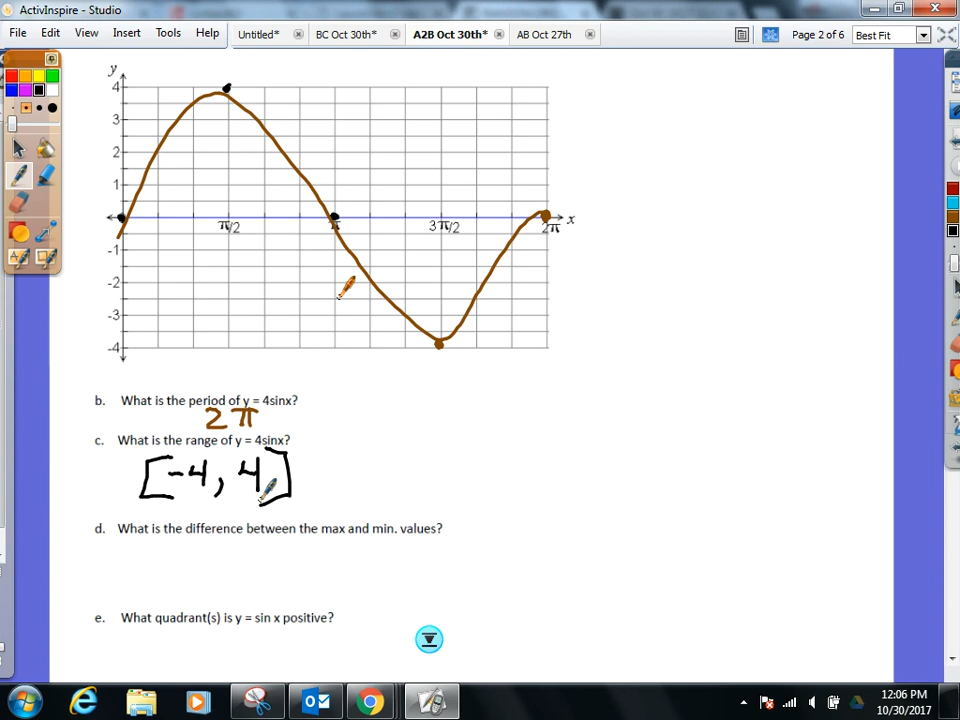 ActivInspire - Studio
File Edit View Insert Tools Help Untitled* BC Oct 30th* A2B Oct 30th* AB Oct 27th Page 2 of 6 Best Fit
y
4
3
2
1
π/2 π 3π/2 2π x
-1
-2
-3
-4
b. What is the period of y = 4sinx?
2π
c. What is the range of y = 4sinx?
[-4, 4]
d. What is the difference between the max and min. values?
e. What quadrant(s) is y = sin x positive?
12:06 PM
10/30/2017